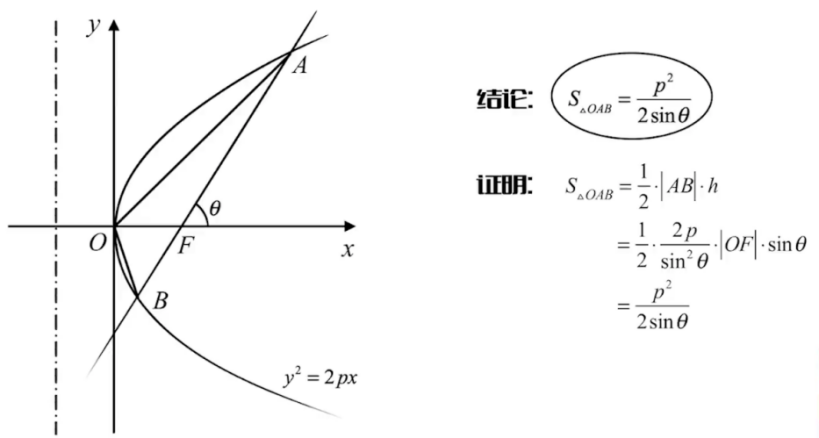 y
A
θ
O
F
x
B
y² = 2px
结论： S△OAB = p²/(2sinθ)
证明： S△OAB = 1/2·|AB|·h
= 1/2·2p/sin²θ·|OF|·sinθ
= p²/(2sinθ)